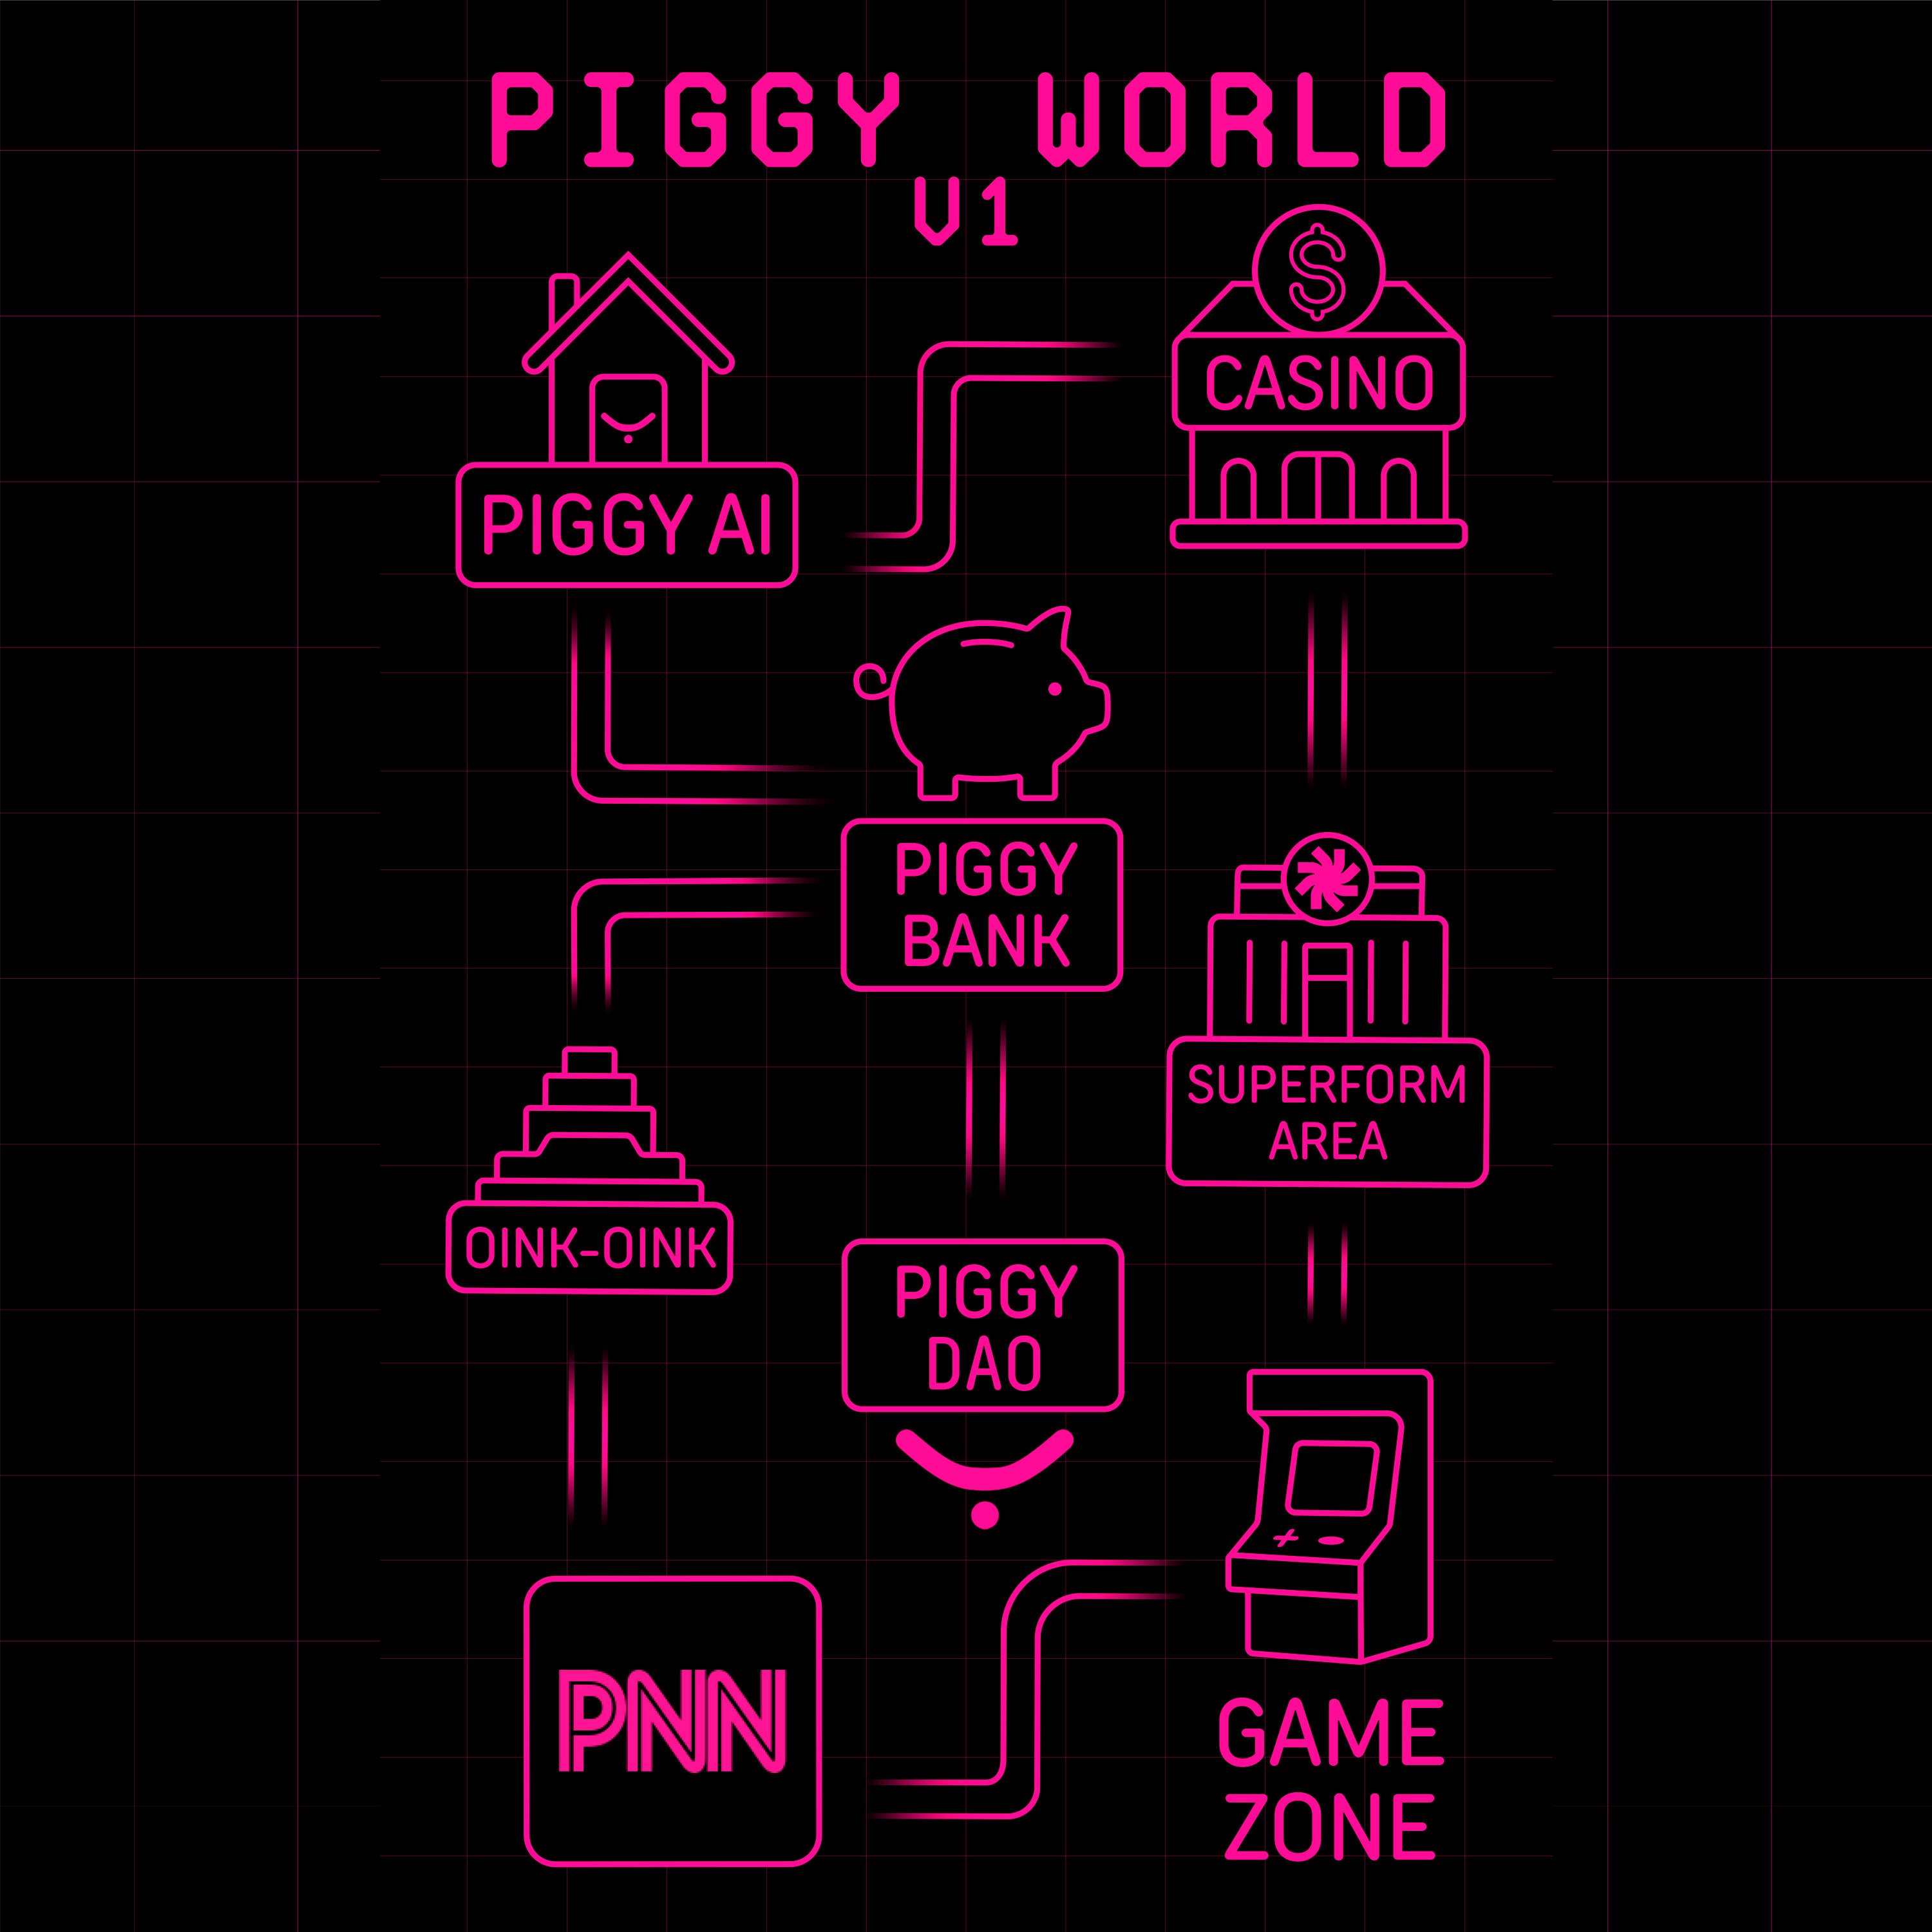 PIGGY WORLD
V1
$
CASINO
PIGGY AI
PIGGY
BANK
SUPERFORM
AREA
OINK-OINK
PIGGY
DAO
PNN
GAME
ZONE